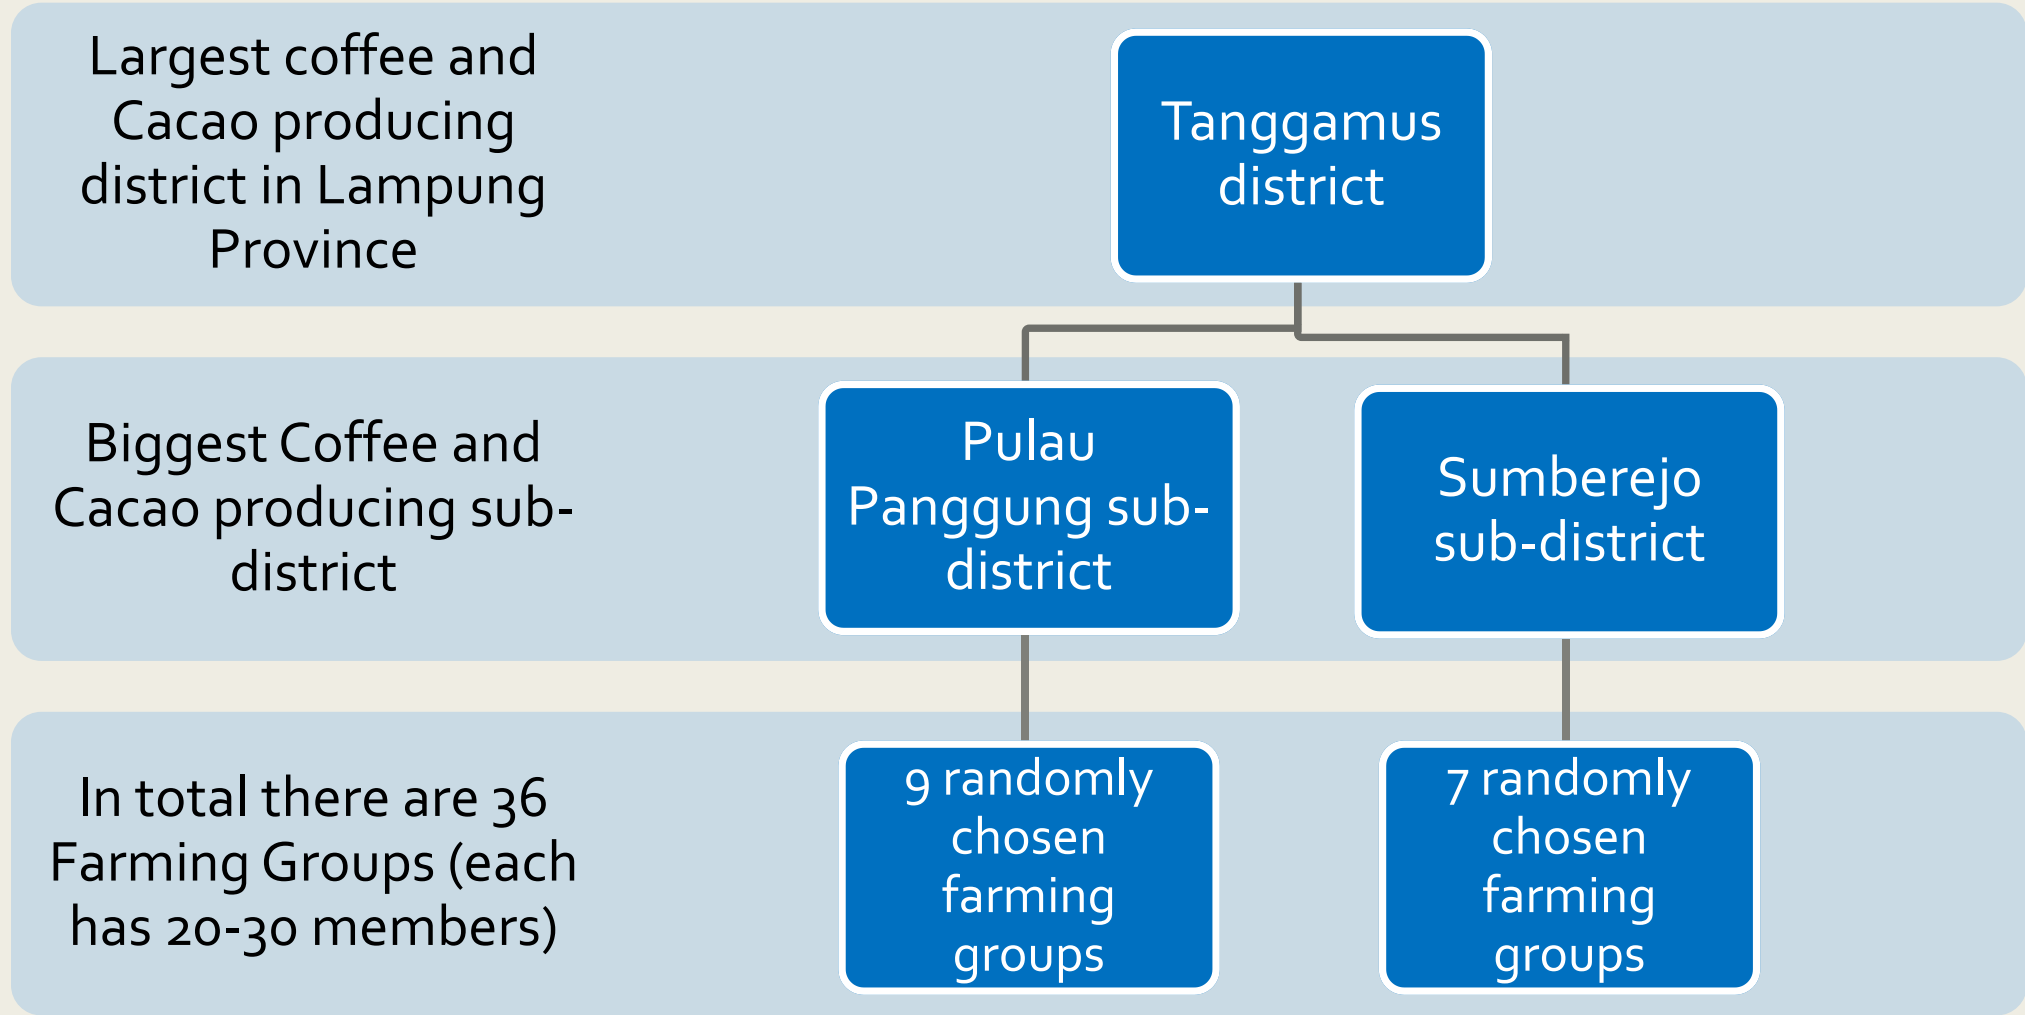 Largest coffee and
Cacao producing
district in Lampung
Province
Tanggamus
district
Biggest Coffee and
Cacao producing sub-
district
Pulau
Panggung sub-
district
Sumberejo
sub-district
In total there are 36
Farming Groups (each
has 20-30 members)
9 randomly
chosen
farming
groups
7 randomly
chosen
farming
groups